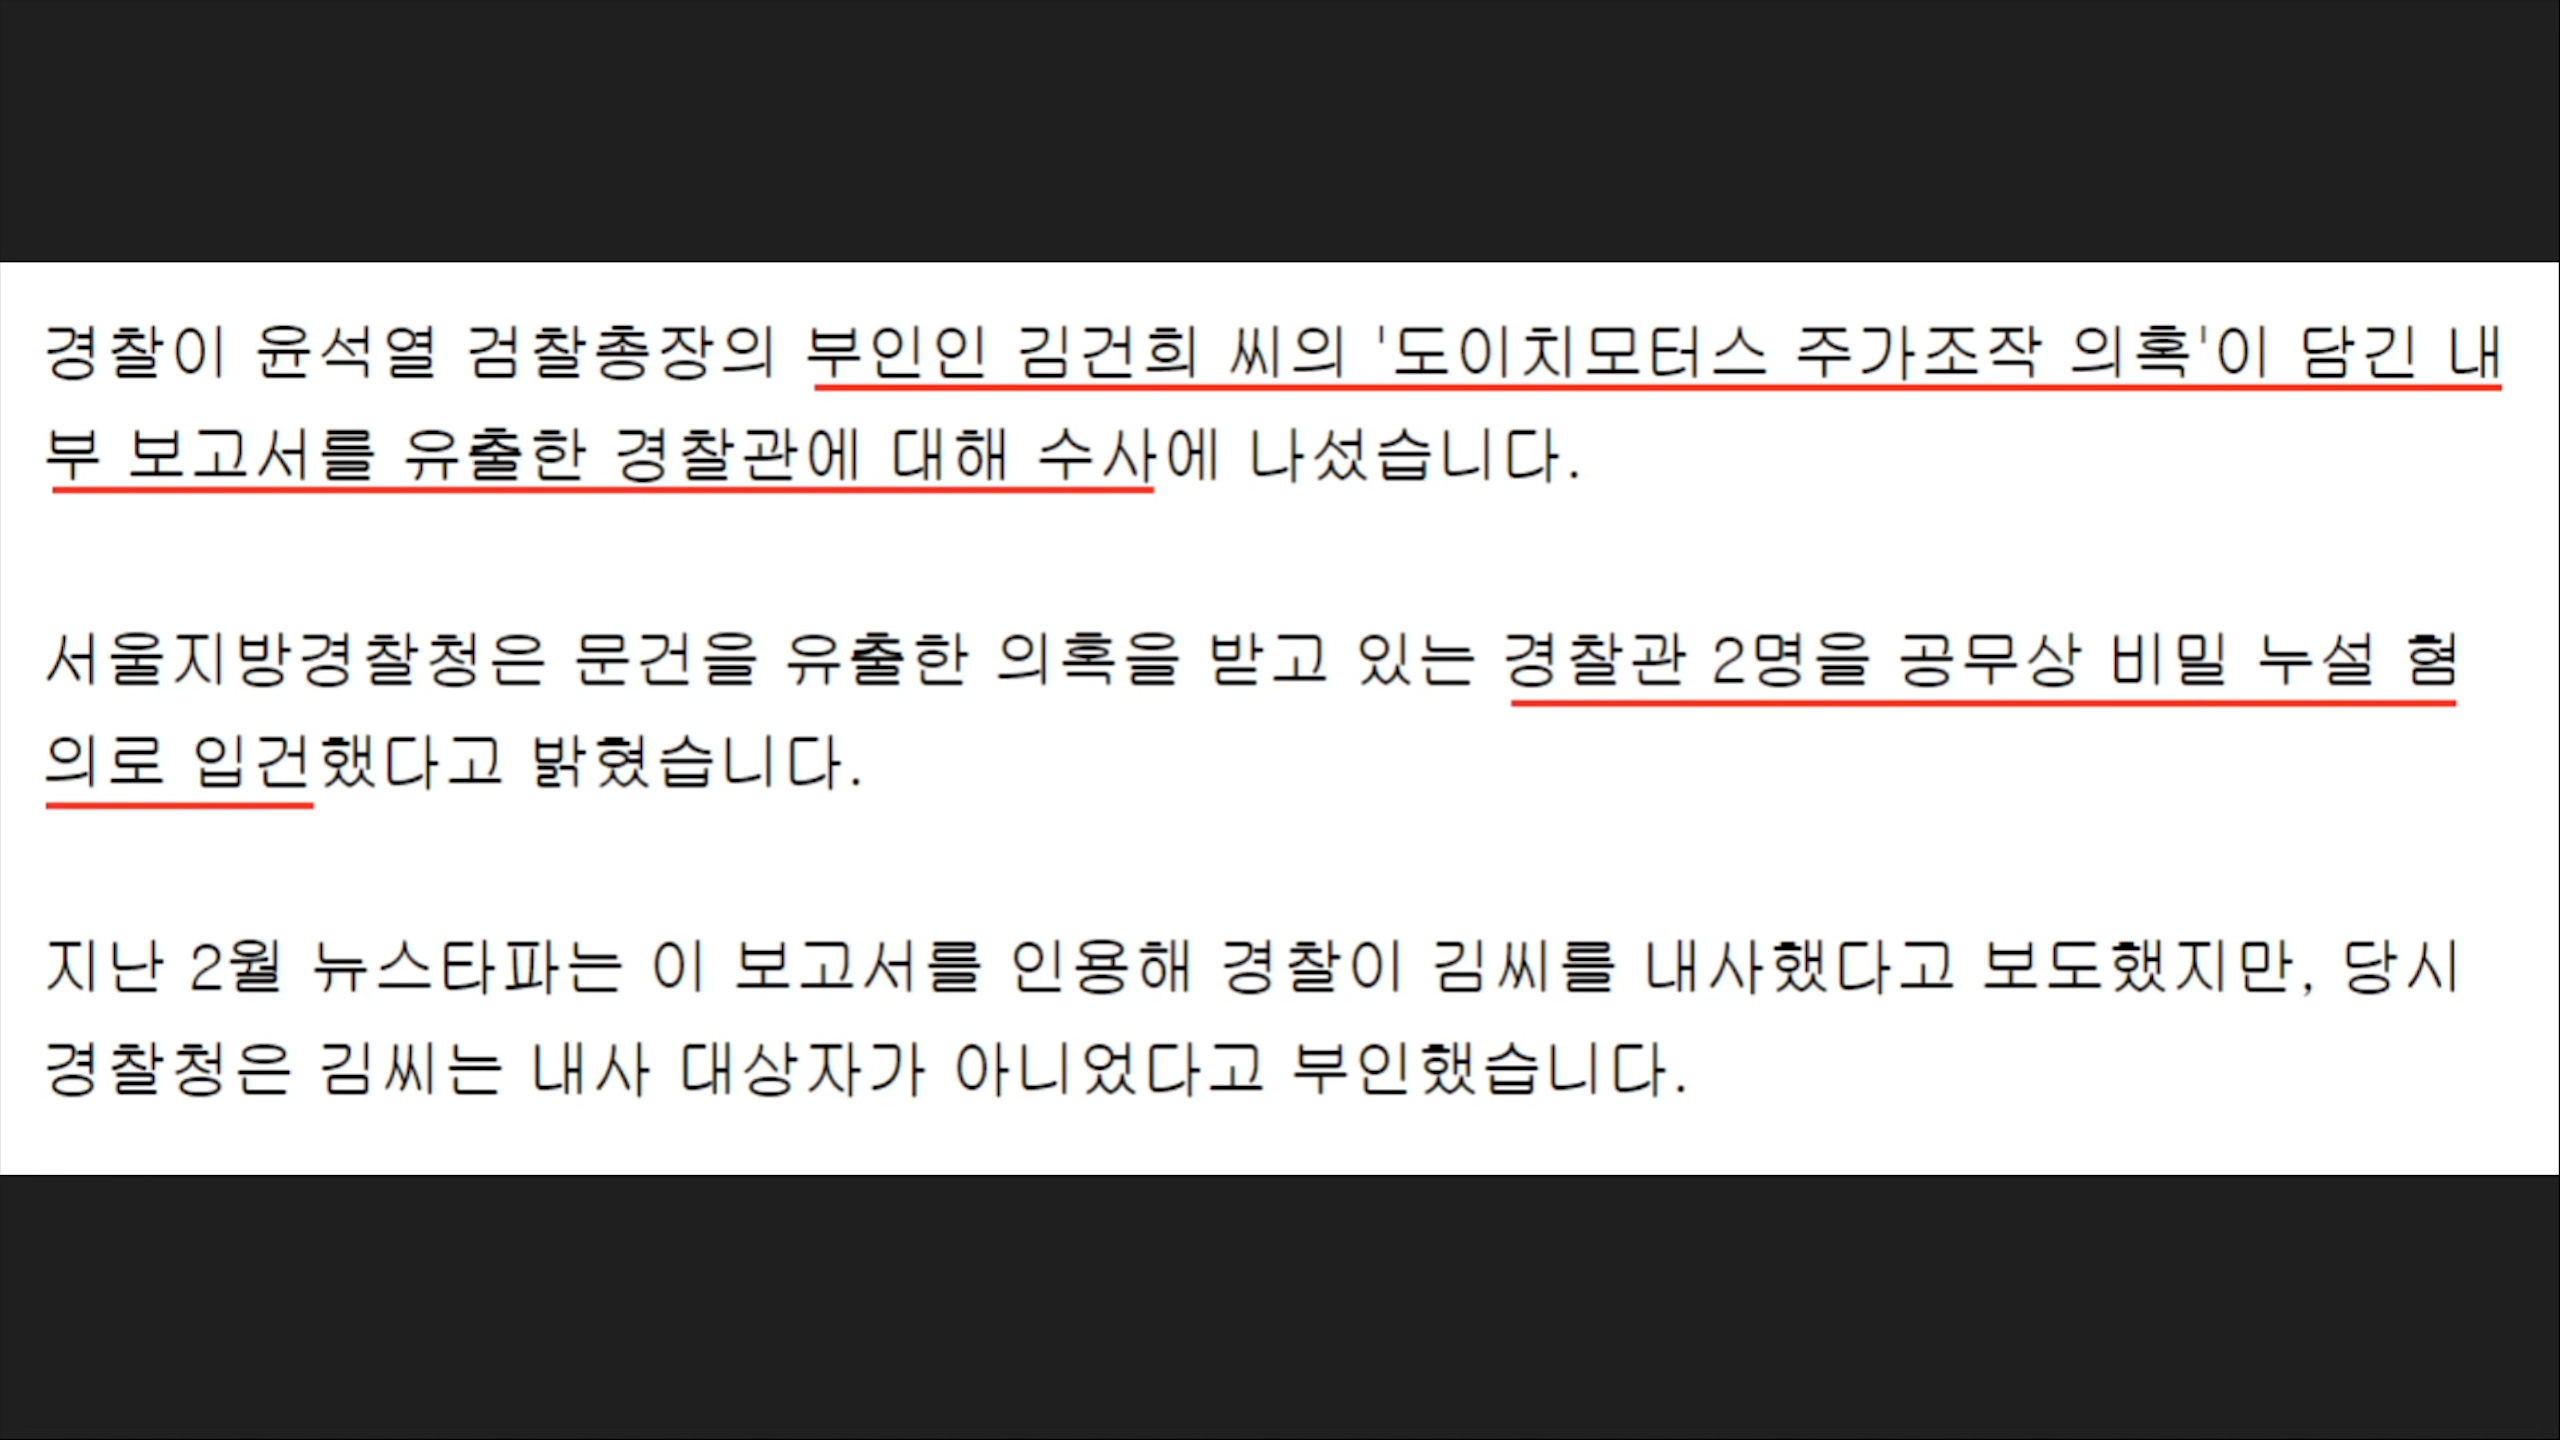 경찰이 윤석열 검찰총장의 부인인 김건희 씨의 '도이치모터스 주가조작 의혹'이 담긴 내
부 보고서를 유출한 경찰관에 대해 수사에 나섰습니다.
서울지방경찰청은 문건을 유출한 의혹을 받고 있는 경찰관 2명을 공무상 비밀 누설 혐
의로 입건했다고 밝혔습니다.
지난 2월 뉴스타파는 이 보고서를 인용해 경찰이 김씨를 내사했다고 보도했지만, 당시
경찰청은 김씨는 내사 대상자가 아니었다고 부인했습니다.